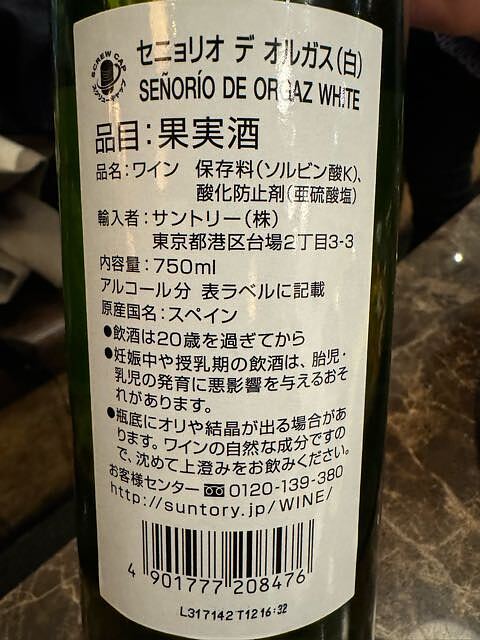 SCREW CAP
セニョリオ デ オルガス(白)
SEÑORÍO DE ORGAZ WHITE
品目:果実酒
品名:ワイン 保存料(ソルビン酸K)、
酸化防止剤(亜硫酸塩)
輸入者:サントリー(株)
東京都港区台場2丁目3-3
内容量:750ml
アルコール分 表ラベルに記載
原産国名:スペイン
●飲酒は20歳を過ぎてから
●妊娠中や授乳期の飲酒は、胎児・
乳児の発育に悪影響を与えるおそ
れがあります。
●瓶底にオリや結晶が出る場合があ
ります。ワインの自然な成分ですの
で、沈めて上澄みをお飲みください。
お客様センター 0120-139-380
http://suntory.jp/WINE/
4 901777 208476
L317142 T12 16:32